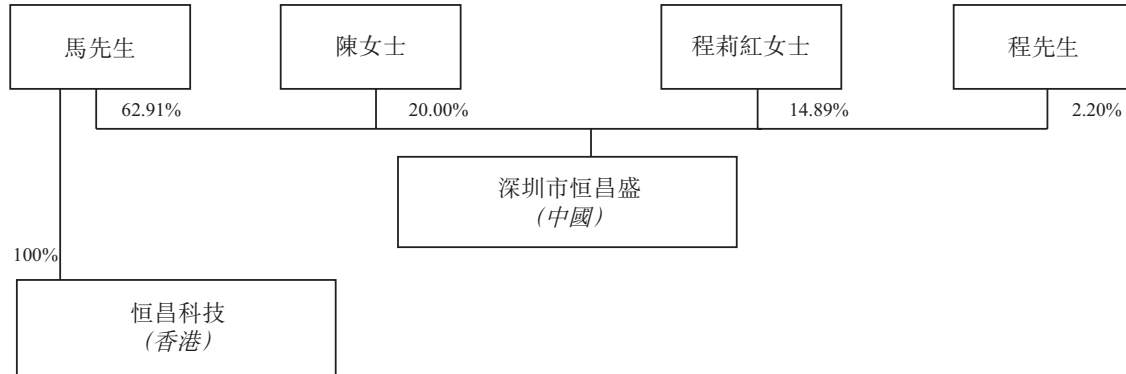 馬先生
陳女士
程莉紅女士
程先生
62.91%
20.00%
14.89%
2.20%
深圳市恒昌盛
（中國）
100%
恒昌科技
（香港）